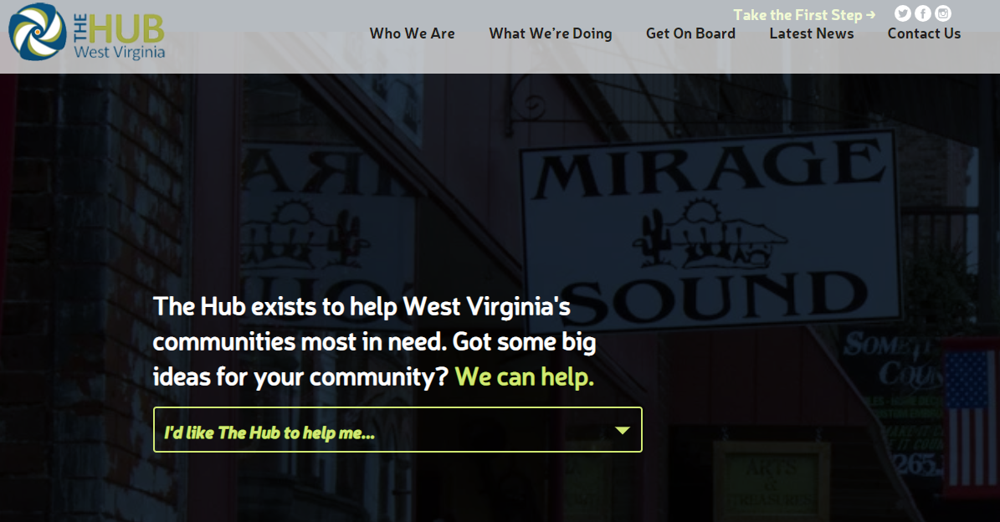 THE HUB
West Virginia
Take the First Step →
Who We Are
What We're Doing
Get On Board
Latest News
Contact Us
MIRAGE
SOUND
The Hub exists to help West Virginia's
communities most in need. Got some big
ideas for your community? We can help.
I'd like The Hub to help me...
ARTS
&
TREASURES